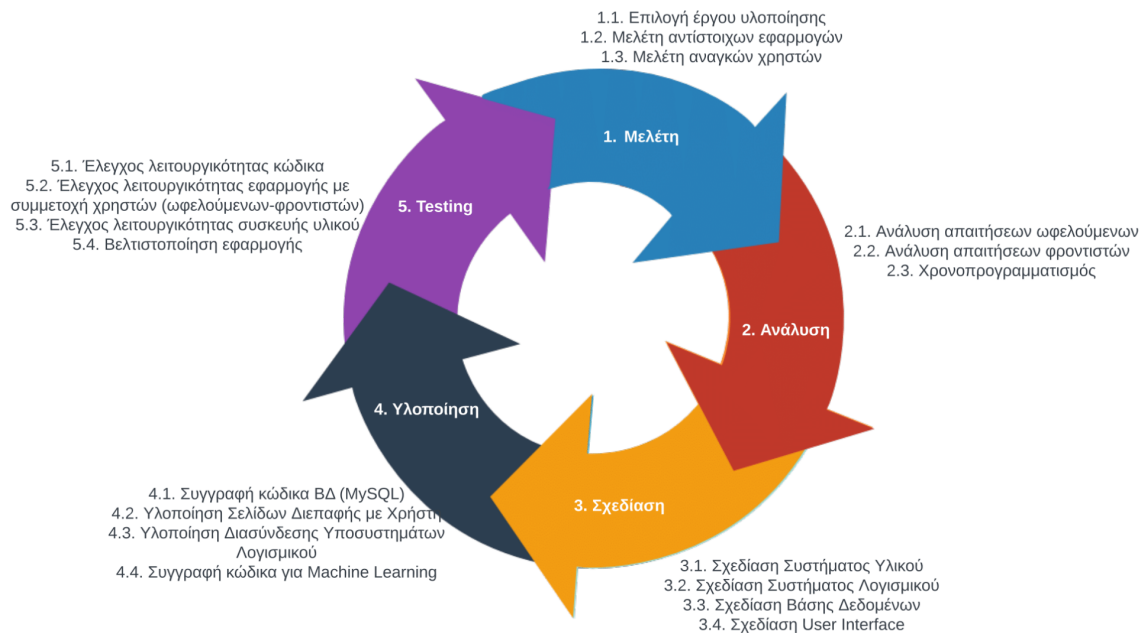 1.1. Επιλογή έργου υλοποίησης
1.2. Μελέτη αντίστοιχων εφαρμογών
1.3. Μελέτη αναγκών χρηστών
1. Μελέτη
2.1. Ανάλυση απαιτήσεων ωφελούμενων
2.2. Ανάλυση απαιτήσεων φροντιστών
2.3. Χρονοπρογραμματισμός
2. Ανάλυση
3. Σχεδίαση
3.1. Σχεδίαση Συστήματος Υλικού
3.2. Σχεδίαση Συστήματος Λογισμικού
3.3. Σχεδίαση Βάσης Δεδομένων
3.4. Σχεδίαση User Interface
4. Υλοποίηση
4.1. Συγγραφή κώδικα ΒΔ (MySQL)
4.2. Υλοποίηση Σελίδων Διεπαφής με Χρήστη
4.3. Υλοποίηση Διασύνδεσης Υποσυστημάτων
Λογισμικού
4.4. Συγγραφή κώδικα για Machine Learning
5. Testing
5.1. Έλεγχος λειτουργικότητας κώδικα
5.2. Έλεγχος λειτουργικότητας εφαρμογής με
συμμετοχή χρηστών (ωφελούμενων-φροντιστών)
5.3. Έλεγχος λειτουργικότητας συσκευής υλικού
5.4. Βελτιστοποίηση εφαρμογής